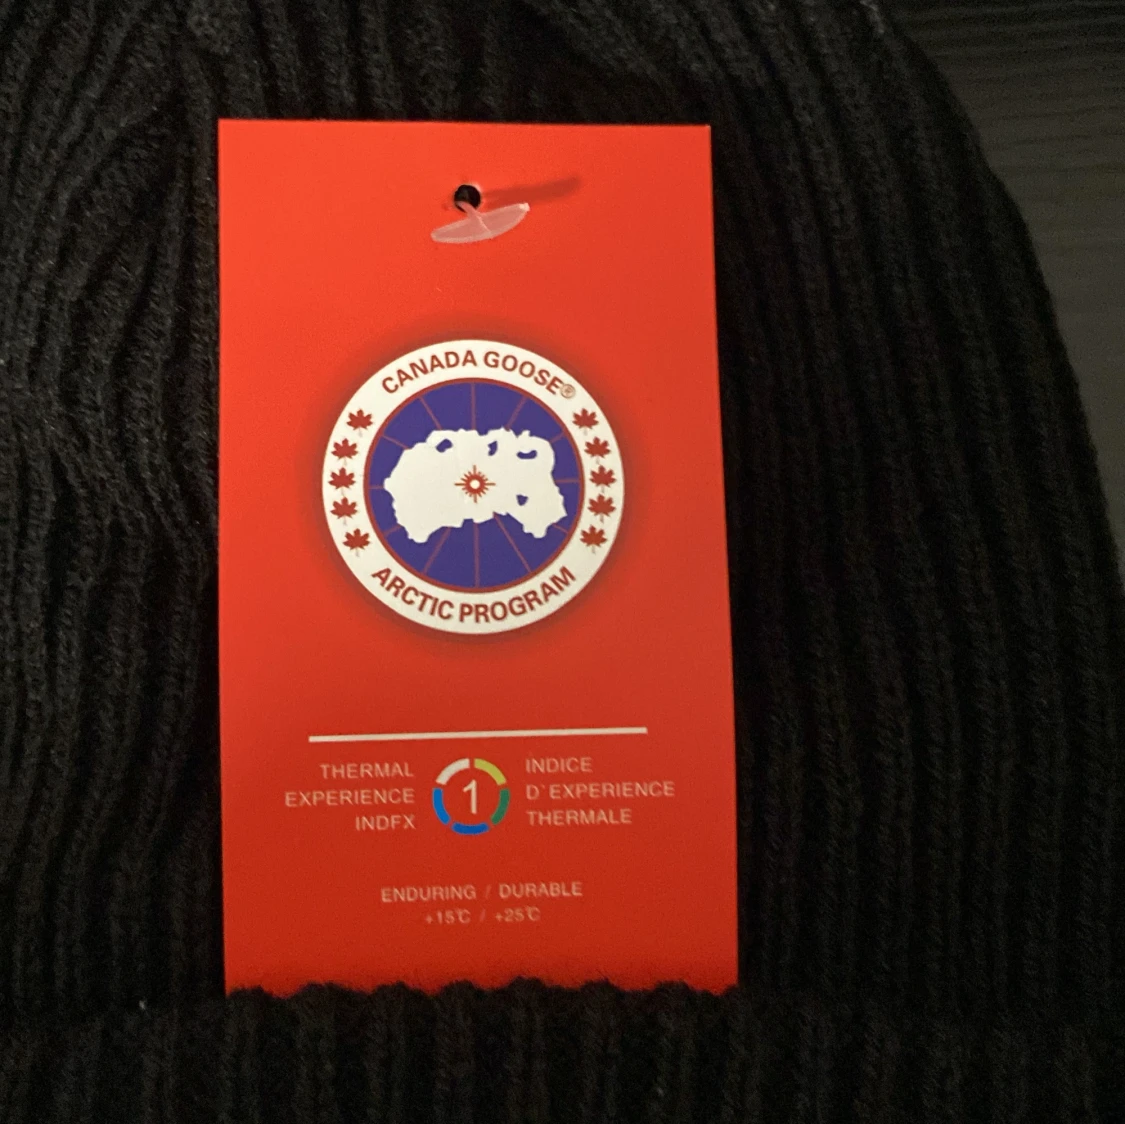 CANADA GOOSE®
ARCTIC PROGRAM
THERMAL
EXPERIENCE
INDFX
1
INDICE
D`EXPERIENCE
THERMALE
ENDURING / DURABLE
+15℃ / +25℃